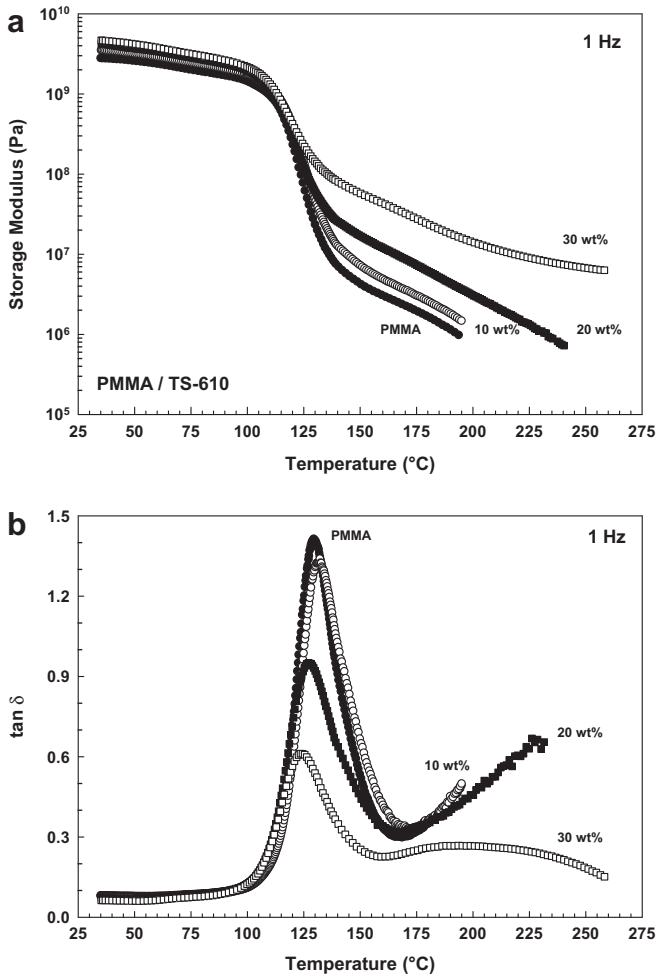 a
1 Hz
Storage Modulus (Pa)
10^10
10^9
10^8
10^7
10^6
10^5
30 wt%
20 wt%
10 wt%
PMMA
PMMA / TS-610
25 50 75 100 125 150 175 200 225 250 275
Temperature (°C)
b
1 Hz
PMMA
tan δ
1.5
1.2
0.9
0.6
0.3
0.0
20 wt%
10 wt%
30 wt%
25 50 75 100 125 150 175 200 225 250 275
Temperature (°C)